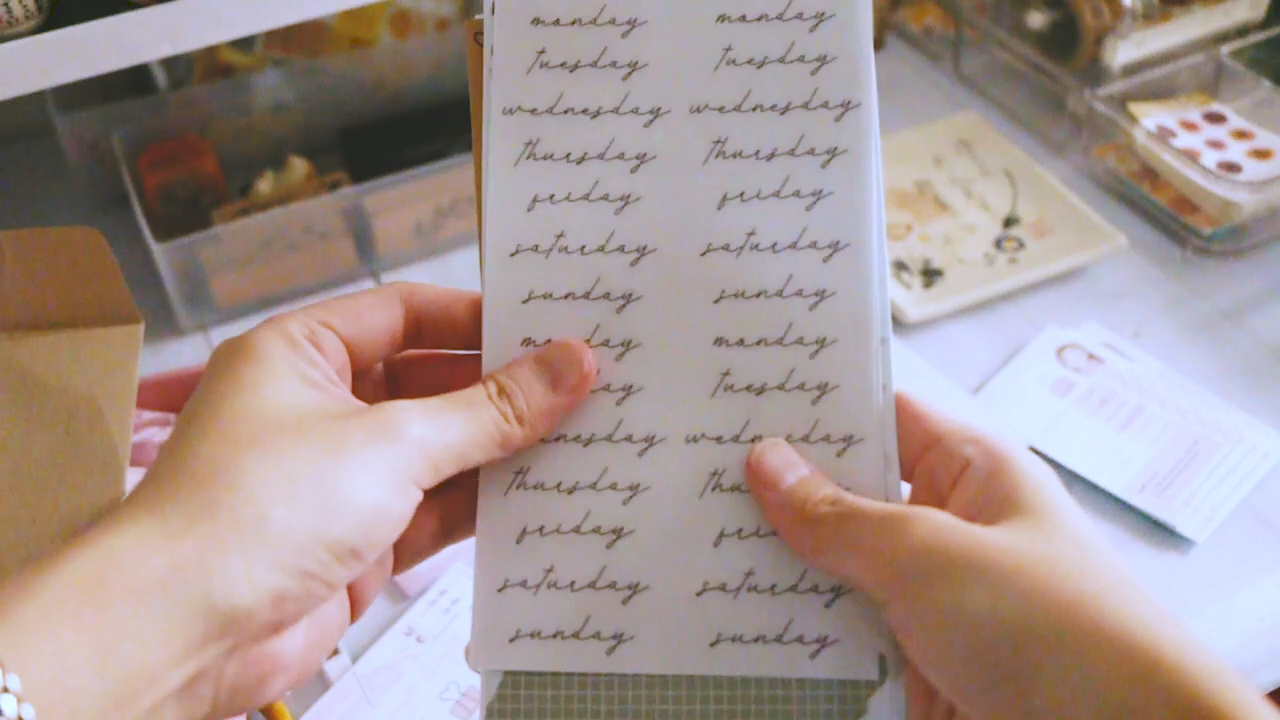 monday monday
tuesday tuesday
wednesday wednesday
thursday thursday
friday friday
saturday saturday
sunday sunday
monday
tuesday
wednesday
thursday
friday
saturday saturday
sunday sunday